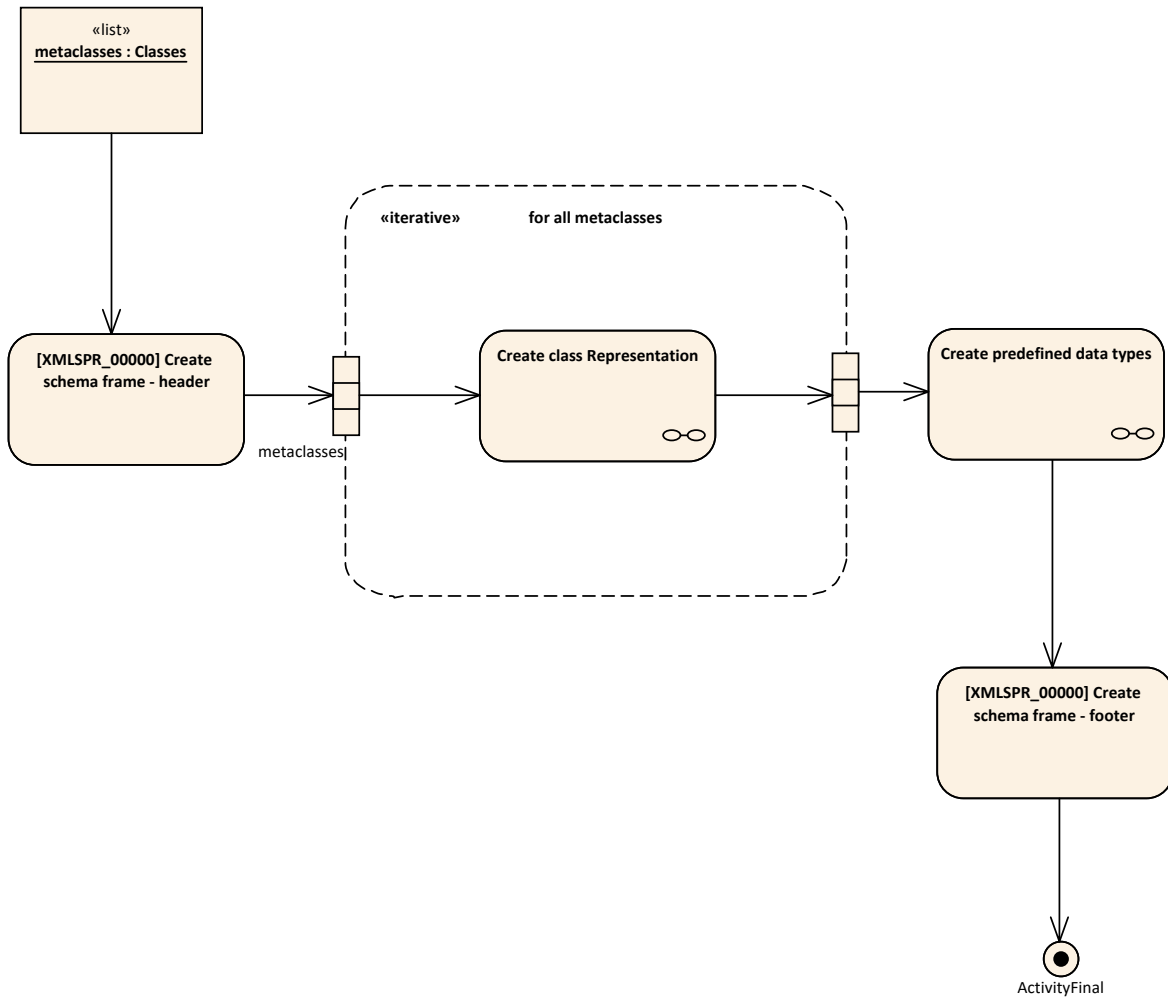 «list»
metaclasses : Classes
«iterative» for all metaclasses
[XMLSPR_00000] Create
schema frame - header
metaclasses
Create class Representation
Create predefined data types
[XMLSPR_00000] Create
schema frame - footer
ActivityFinal